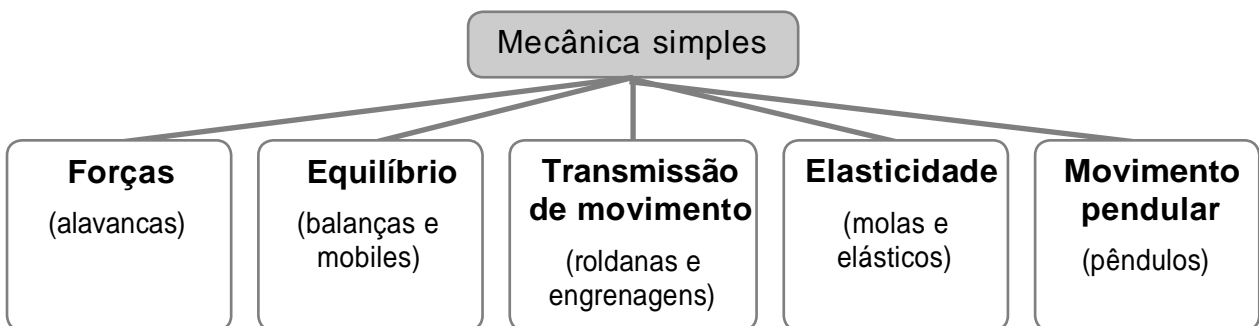 Mecânica simples
Forças
(alavancas)
Equilíbrio
(balanças e
mobiles)
Transmissão
de movimento
(roldanas e
engrenagens)
Elasticidade
(molas e
elásticos)
Movimento
pendular
(pêndulos)